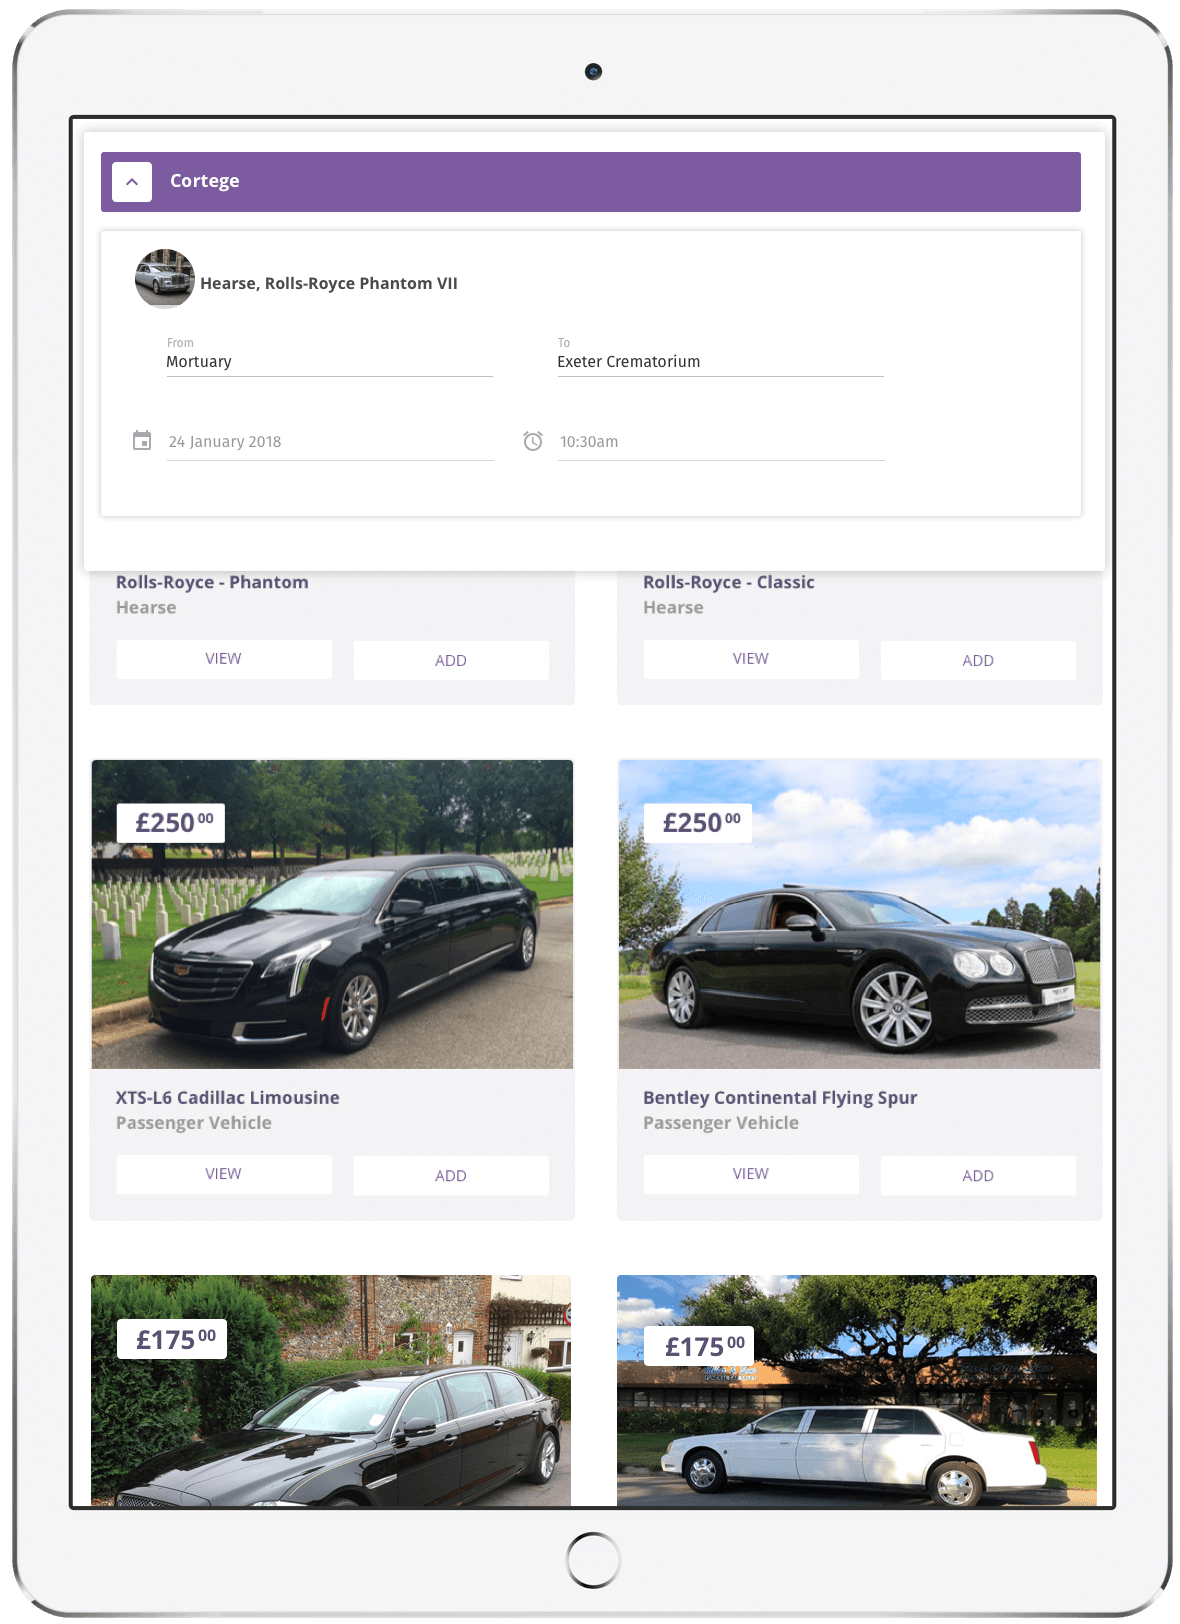 Cortege
Hearse, Rolls-Royce Phantom VII
From
Mortuary
To
Exeter Crematorium
24 January 2018
10:30am
Rolls-Royce - Phantom
Hearse
VIEW
ADD
Rolls-Royce - Classic
Hearse
VIEW
ADD
£250 00
XTS-L6 Cadillac Limousine
Passenger Vehicle
VIEW
ADD
£250 00
Bentley Continental Flying Spur
Passenger Vehicle
VIEW
ADD
£175 00
£175 00